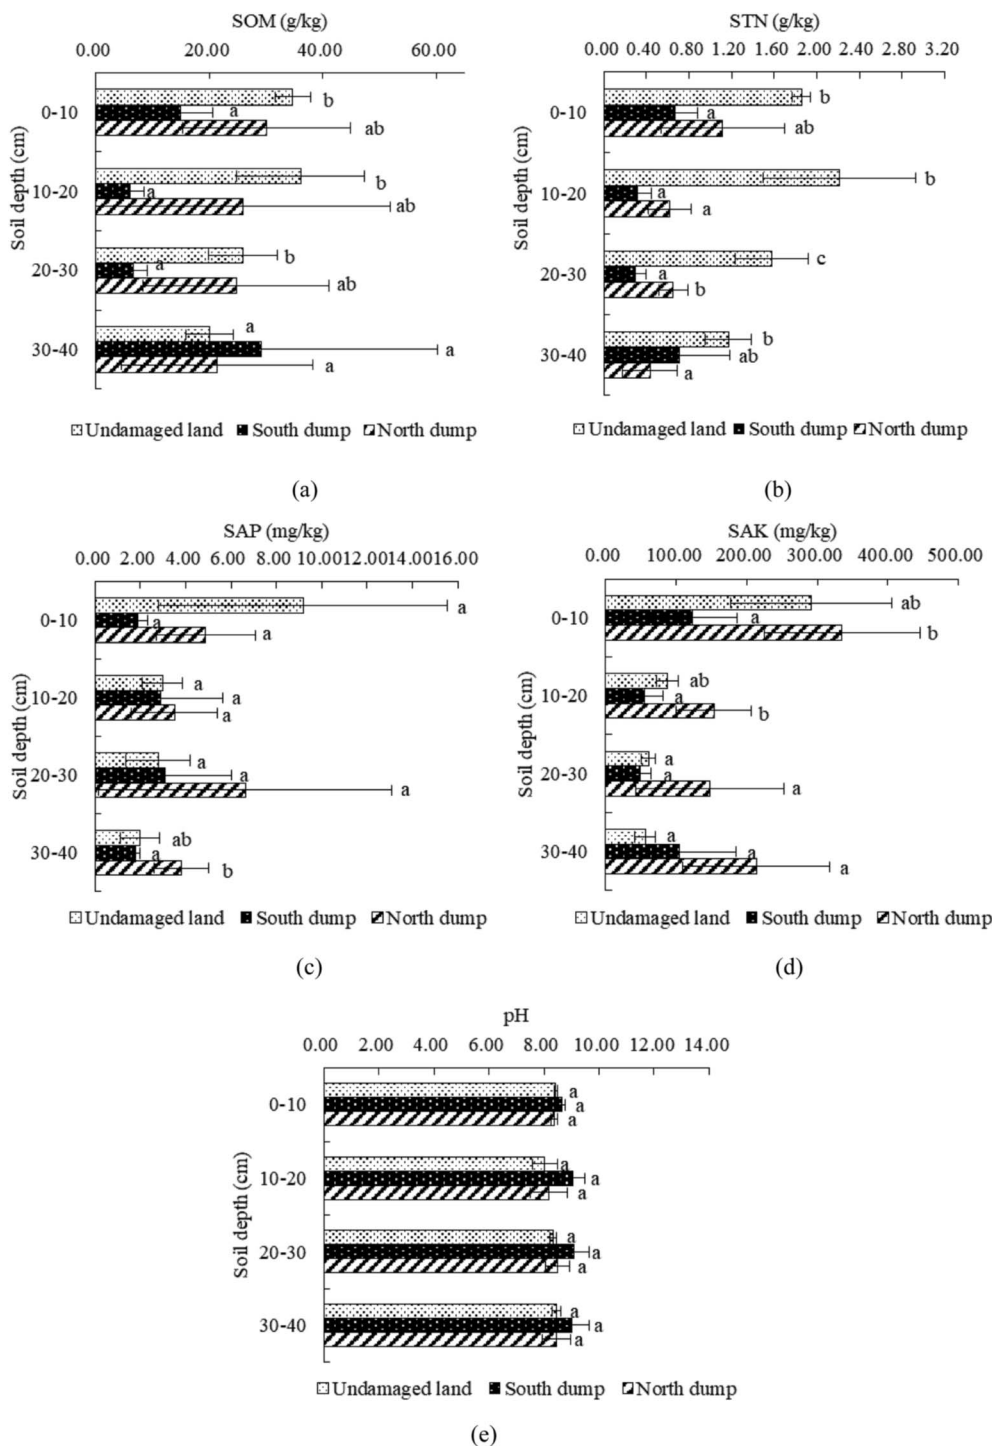 SOM (g/kg)
0.00 20.00 40.00 60.00
Soil depth (cm)
0-10
b
a
ab
10-20
b
a
ab
20-30
b
a
ab
30-40
a
a
a
Undamaged land South dump North dump
(a)
STN (g/kg)
0.00 0.40 0.80 1.20 1.60 2.00 2.40 2.80 3.20
Soil depth (cm)
0-10
b
a
ab
10-20
b
a
a
20-30
c
a
b
30-40
b
ab
a
Undamaged land South dump North dump
(b)
SAP (mg/kg)
0.00 2.00 4.00 6.00 8.00 10.00 12.00 14.00 16.00
Soil depth (cm)
0-10
a
a
a
10-20
a
a
a
20-30
a
a
a
30-40
ab
a
b
Undamaged land South dump North dump
(c)
SAK (mg/kg)
0.00 100.00 200.00 300.00 400.00 500.00
Soil depth (cm)
0-10
ab
a
b
10-20
ab
a
b
20-30
a
a
a
30-40
a
a
a
Undamaged land South dump North dump
(d)
pH
0.00 2.00 4.00 6.00 8.00 10.00 12.00 14.00
Soil depth (cm)
0-10
a
a
a
10-20
a
a
a
20-30
a
a
a
30-40
a
a
a
Undamaged land South dump North dump
(e)